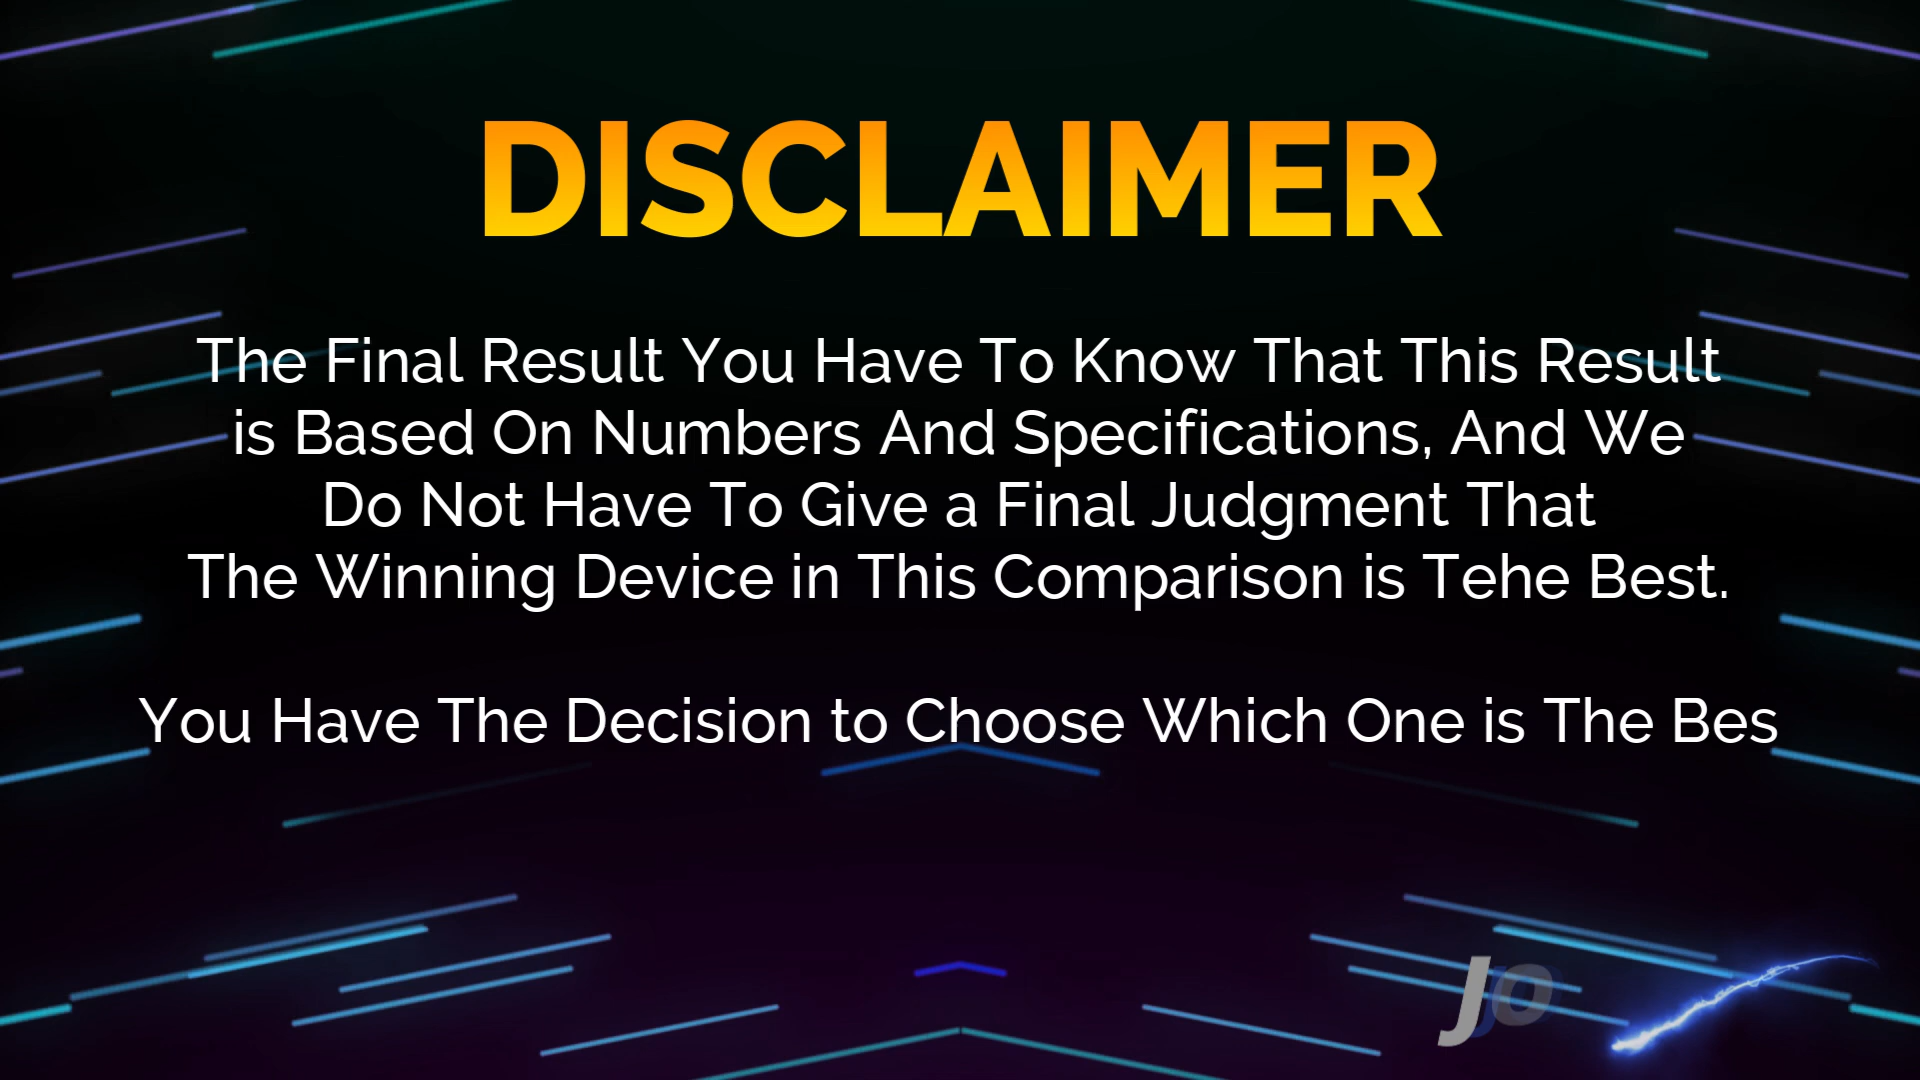 DISCLAIMER
The Final Result You Have To Know That This Result
is Based On Numbers And Specifications, And We
Do Not Have To Give a Final Judgment That
The Winning Device in This Comparison is Tehe Best.
You Have The Decision to Choose Which One is The Bes